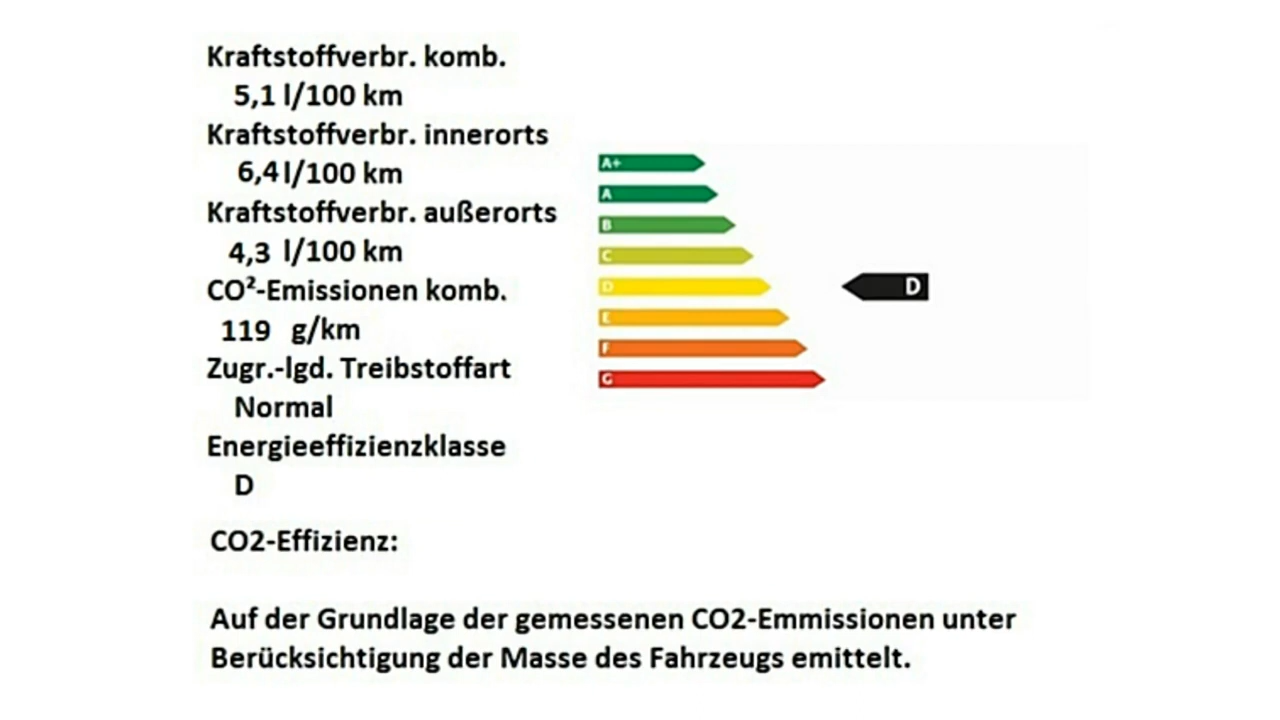 Kraftstoffverbr. komb.
5,1 l/100 km
Kraftstoffverbr. innerorts
6,4 l/100 km
Kraftstoffverbr. außerorts
4,3 l/100 km
CO²-Emissionen komb.
119 g/km
Zugr.-lgd. Treibstoffart
Normal
Energieeffizienzklasse
D
A+
A
B
C
D
D
E
F
G
CO2-Effizienz:
Auf der Grundlage der gemessenen CO2-Emmissionen unter
Berücksichtigung der Masse des Fahrzeugs emittelt.